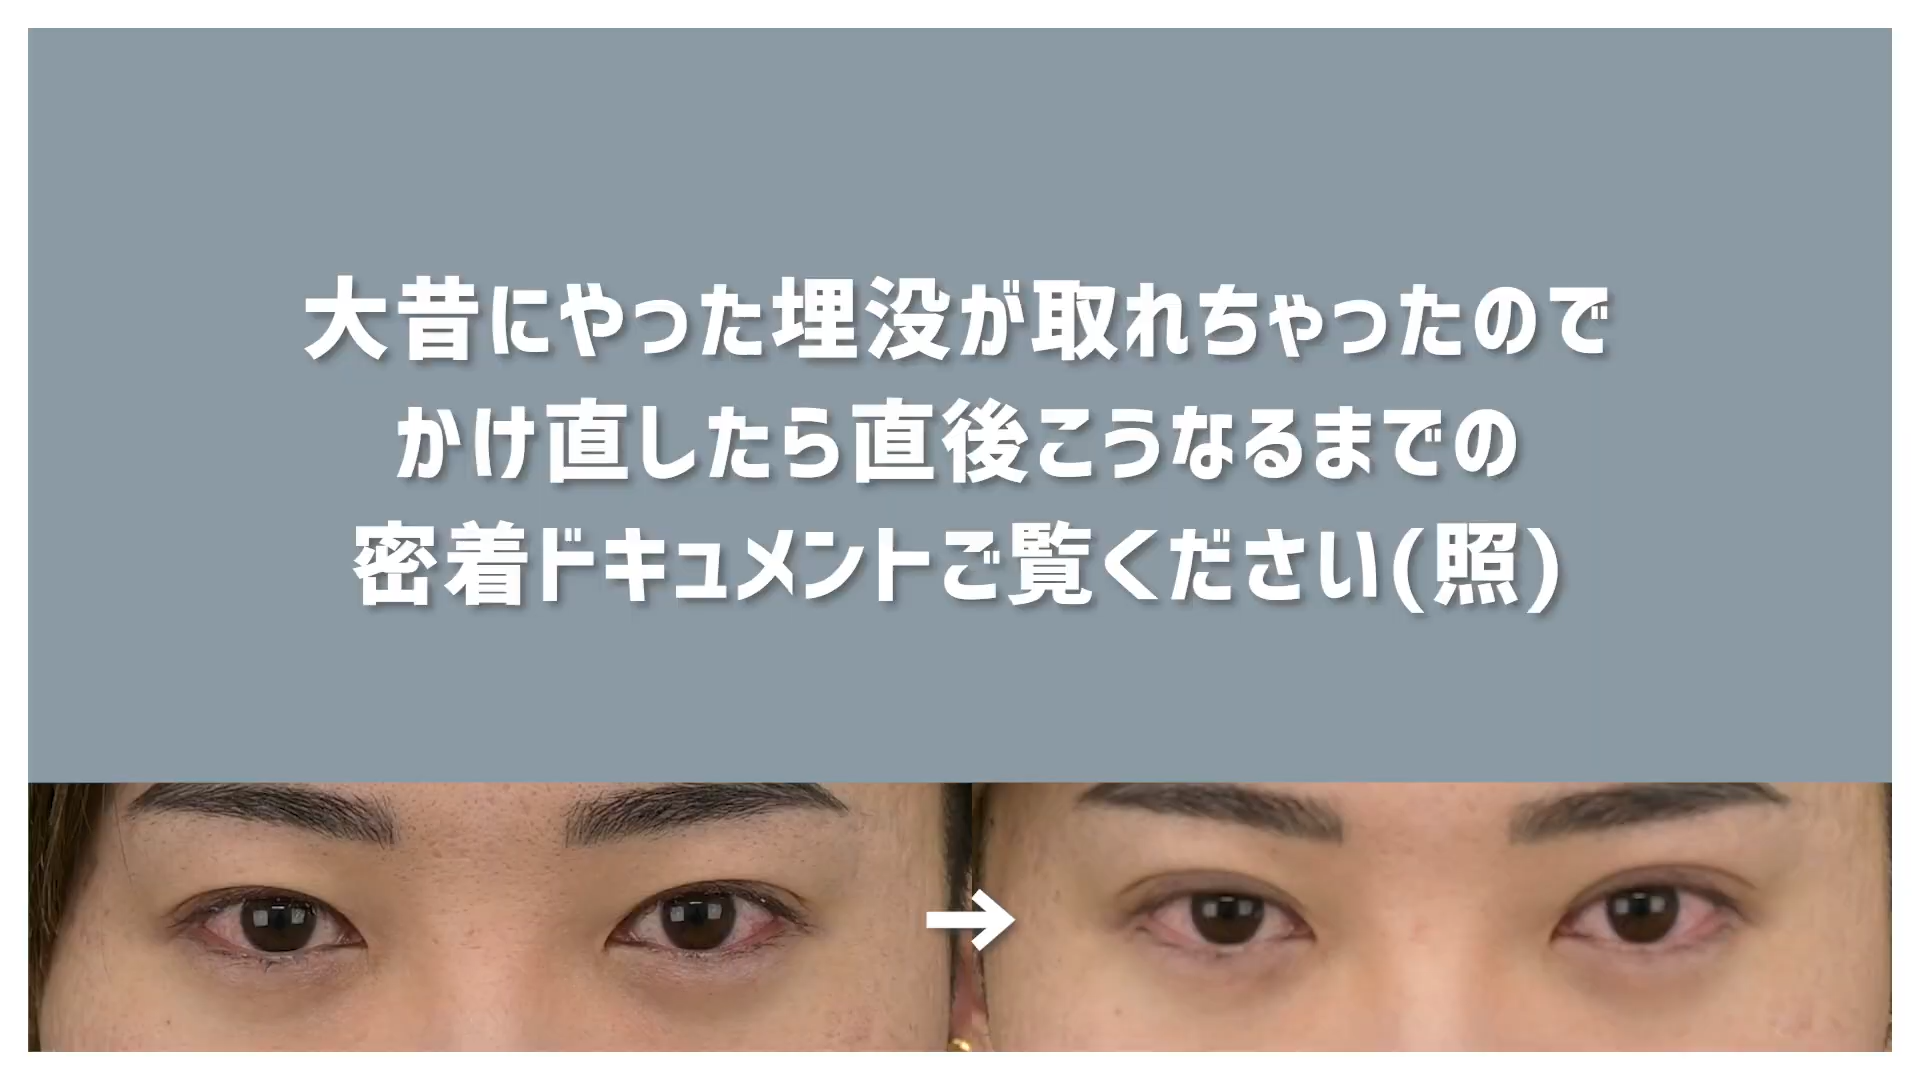 大昔にやった埋没が取れちゃったので
かけ直したら直後こうなるまでの
密着ドキュメントご覧ください(照)